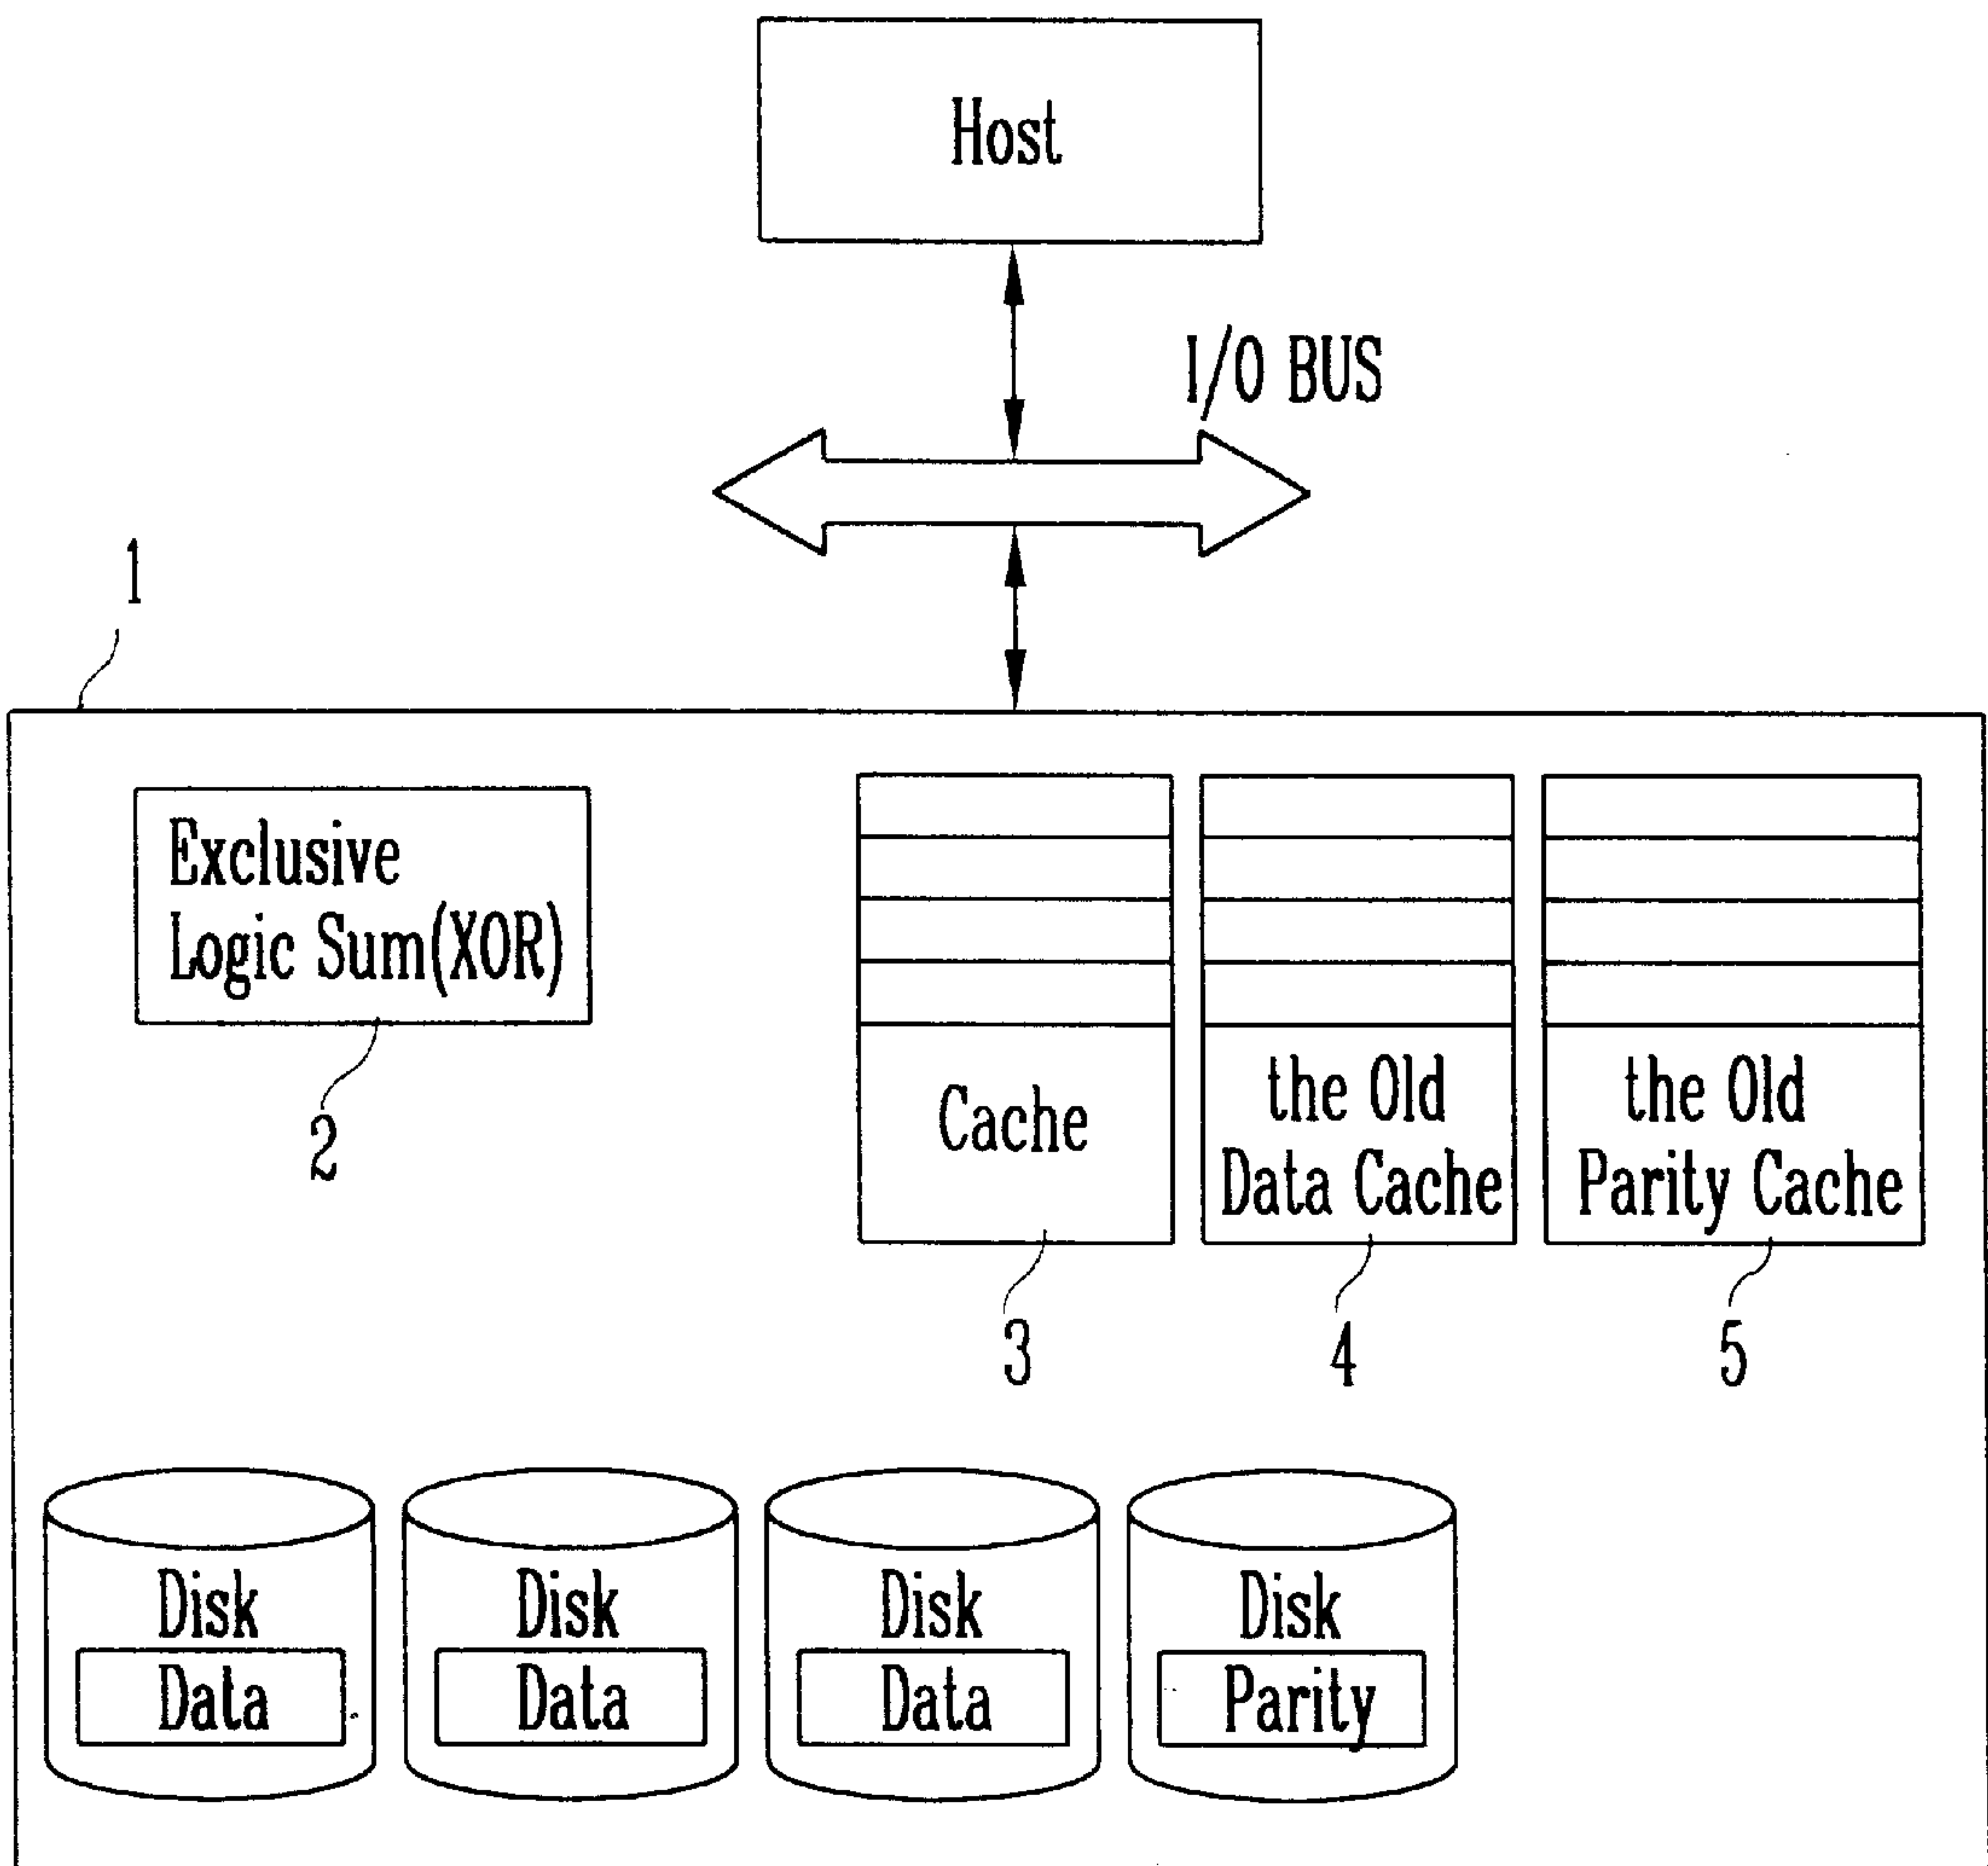 Host
I/O BUS
1
Exclusive
Logic Sum(XOR)
2
Cache
3
the Old
Data Cache
4
the Old
Parity Cache
5
Disk
Data
Disk
Data
Disk
Data
Disk
Parity